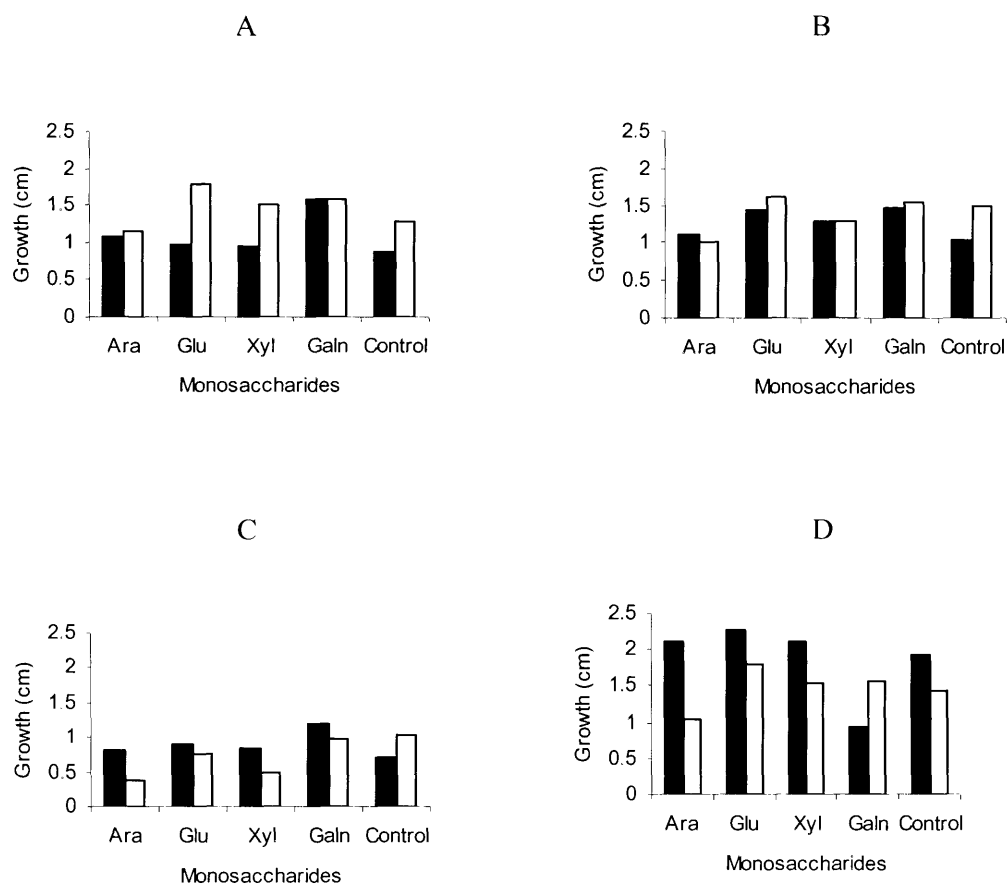 A
B
2.5
2
1.5
1
0.5
0
Growth (cm)
Ara Glu Xyl Galn Control
Monosaccharides
2.5
2
1.5
1
0.5
0
Growth (cm)
Ara Glu Xyl Galn Control
Monosaccharides
C
D
2.5
2
1.5
1
0.5
0
Growth (cm)
Ara Glu Xyl Galn Control
Monosaccharides
2.5
2
1.5
1
0.5
0
Growth (cm)
Ara Glu Xyl Galn Control
Monosaccharides